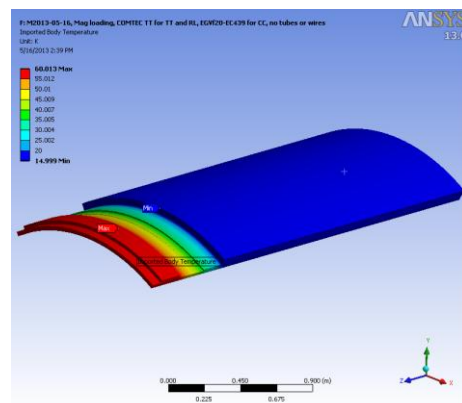 F: M2013-05-16, Mag loading, COMTEC TT for TT and RL, EGW20-EC439 for CC, no tubes or wires
Imported Body Temperature
Unit: K
5/16/2013 2:39 PM
ANSYS
60.013 Max
55.012
50.01
45.009
40.007
35.005
30.004
25.002
20
14.999 Min
Min
Max
Imported Body Temperature
0.000
0.450
0.900 (m)
0.225
0.675
Y
Z
X